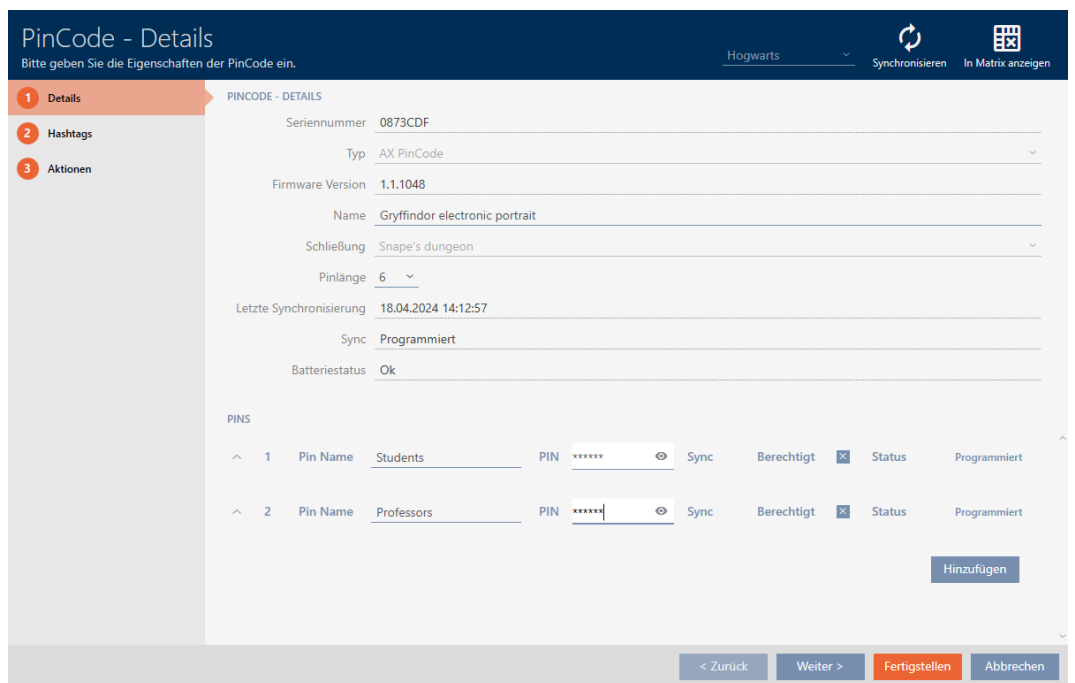 PinCode - Details
Bitte geben Sie die Eigenschaften der PinCode ein.
Hogwarts
Synchronisieren
In Matrix anzeigen
1 Details
2 Hashtags
3 Aktionen
PINCODE - DETAILS
Seriennummer 0873CDF
Typ AX PinCode
Firmware Version 1.1.1048
Name Gryffindor electronic portrait
Schließung Snape's dungeon
Pinlänge 6
Letzte Synchronisierung 18.04.2024 14:12:57
Sync Programmiert
Batteriestatus Ok
PINS
1 Pin Name Students PIN ****** Sync Berechtigt Status Programmiert
2 Pin Name Professors PIN ****** Sync Berechtigt Status Programmiert
Hinzufügen
< Zurück Weiter > Fertigstellen Abbrechen